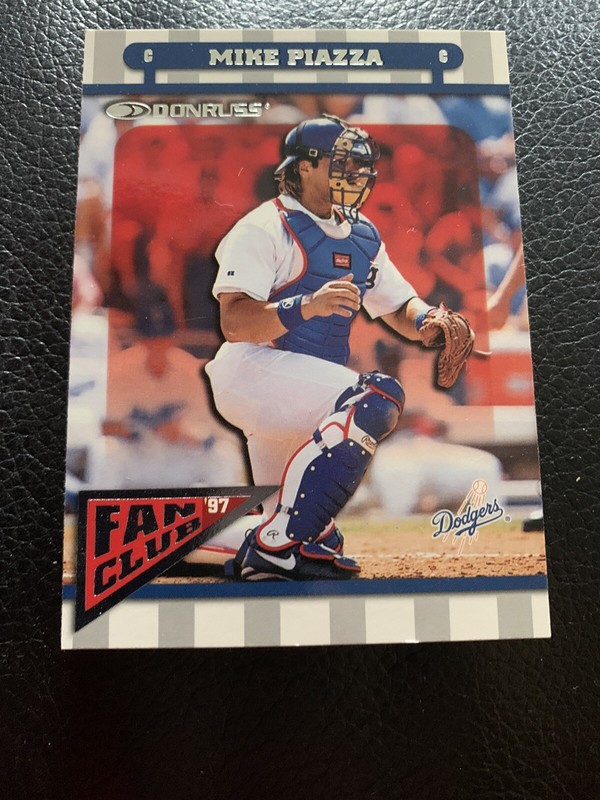 C MIKE PIAZZA C
DONRUSS
FAN '97
CLUB
Dodgers
R